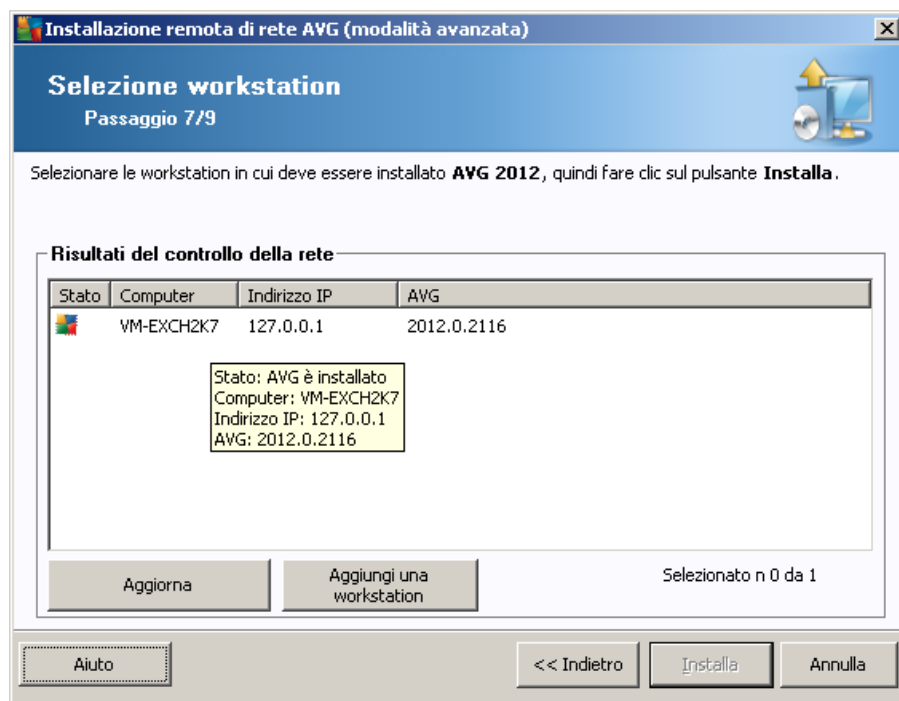 Installazione remota di rete AVG (modalità avanzata)
Selezione workstation
Passaggio 7/9
Selezionare le workstation in cui deve essere installato AVG 2012, quindi fare clic sul pulsante Installa.
Risultati del controllo della rete
Stato Computer Indirizzo IP AVG
VM-EXCH2K7 127.0.0.1 2012.0.2116
Stato: AVG è installato
Computer: VM-EXCH2K7
Indirizzo IP: 127.0.0.1
AVG: 2012.0.2116
Aggiorna
Aggiungi una
workstation
Selezionato n 0 da 1
Aiuto
<< Indietro
Installa
Annulla